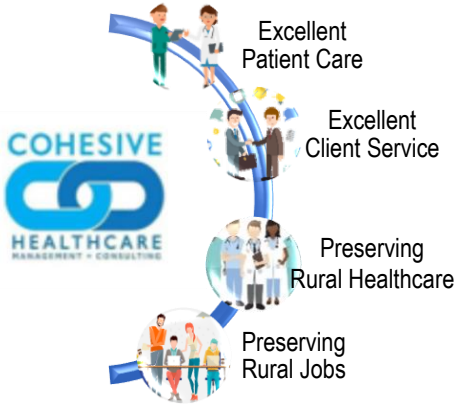 Excellent
Patient Care
Excellent
Client Service
COHESIVE
HEALTHCARE
MANAGEMENT + CONSULTING
Preserving
Rural Healthcare
Preserving
Rural Jobs